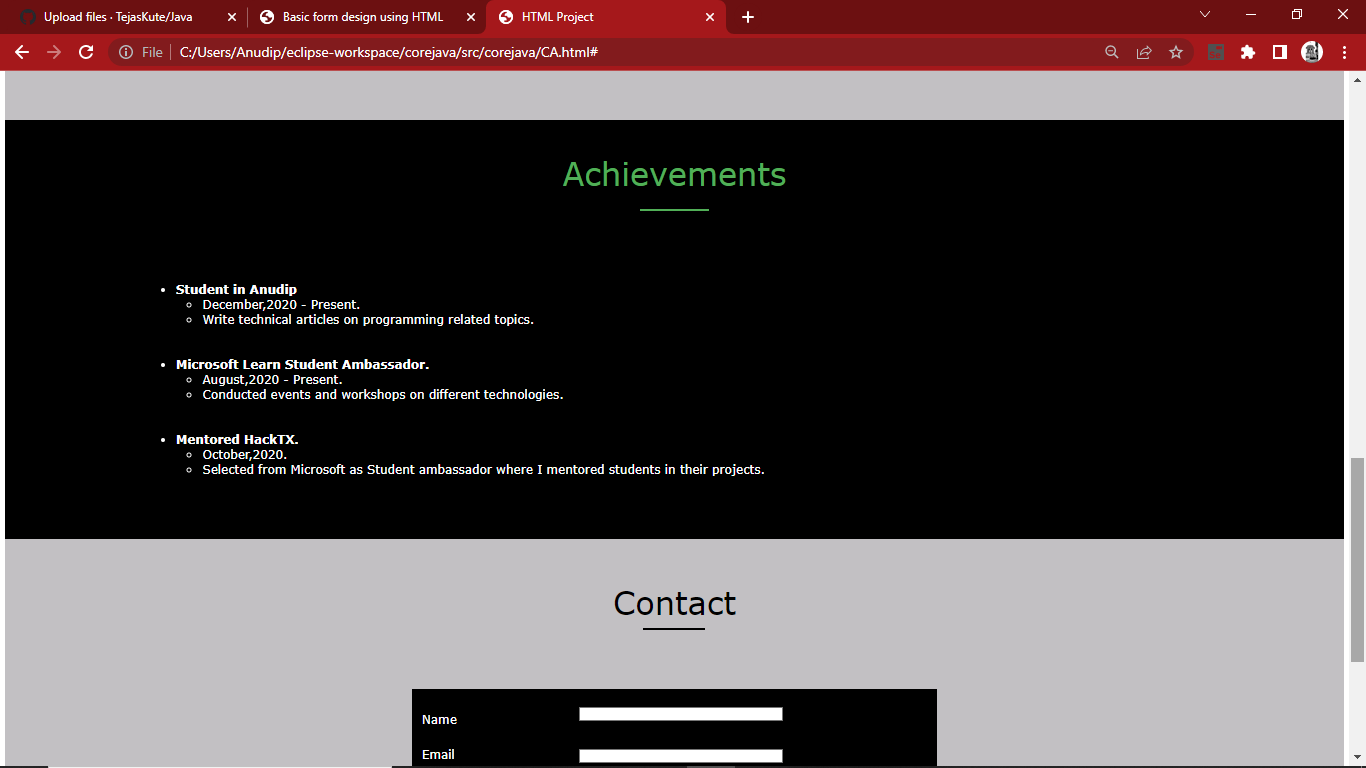 Upload files · TejasKute/Java
Basic form design using HTML
HTML Project
File
C:/Users/Anudip/eclipse-workspace/corejava/src/corejava/CA.html#
Achievements
Student in Anudip
December,2020 - Present.
Write technical articles on programming related topics.
Microsoft Learn Student Ambassador.
August,2020 - Present.
Conducted events and workshops on different technologies.
Mentored HackTX.
October,2020.
Selected from Microsoft as Student ambassador where I mentored students in their projects.
Contact
Name
Email